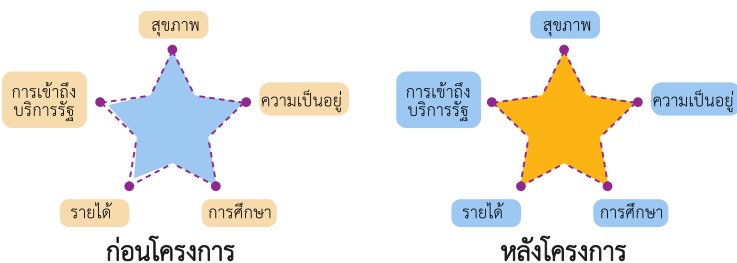 สุขภาพ
การเข้าถึง
บริการรัฐ
ความเป็นอยู่
รายได้
การศึกษา
ก่อนโครงการ
สุขภาพ
การเข้าถึง
บริการรัฐ
ความเป็นอยู่
รายได้
การศึกษา
หลังโครงการ